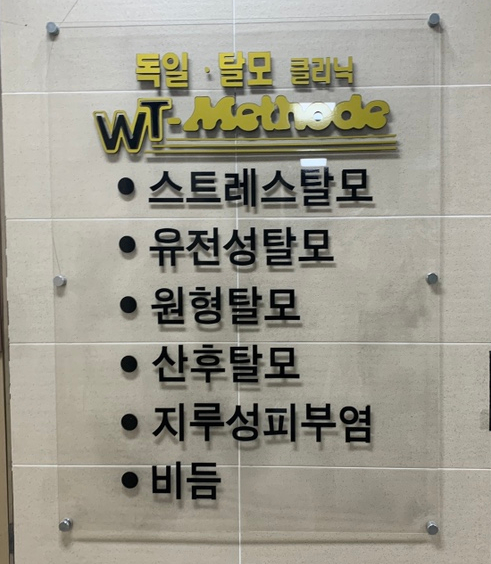 독일 · 탈모 클리닉
WT-Methode
● 스트레스탈모
● 유전성탈모
● 원형탈모
● 산후탈모
● 지루성피부염
● 비듬